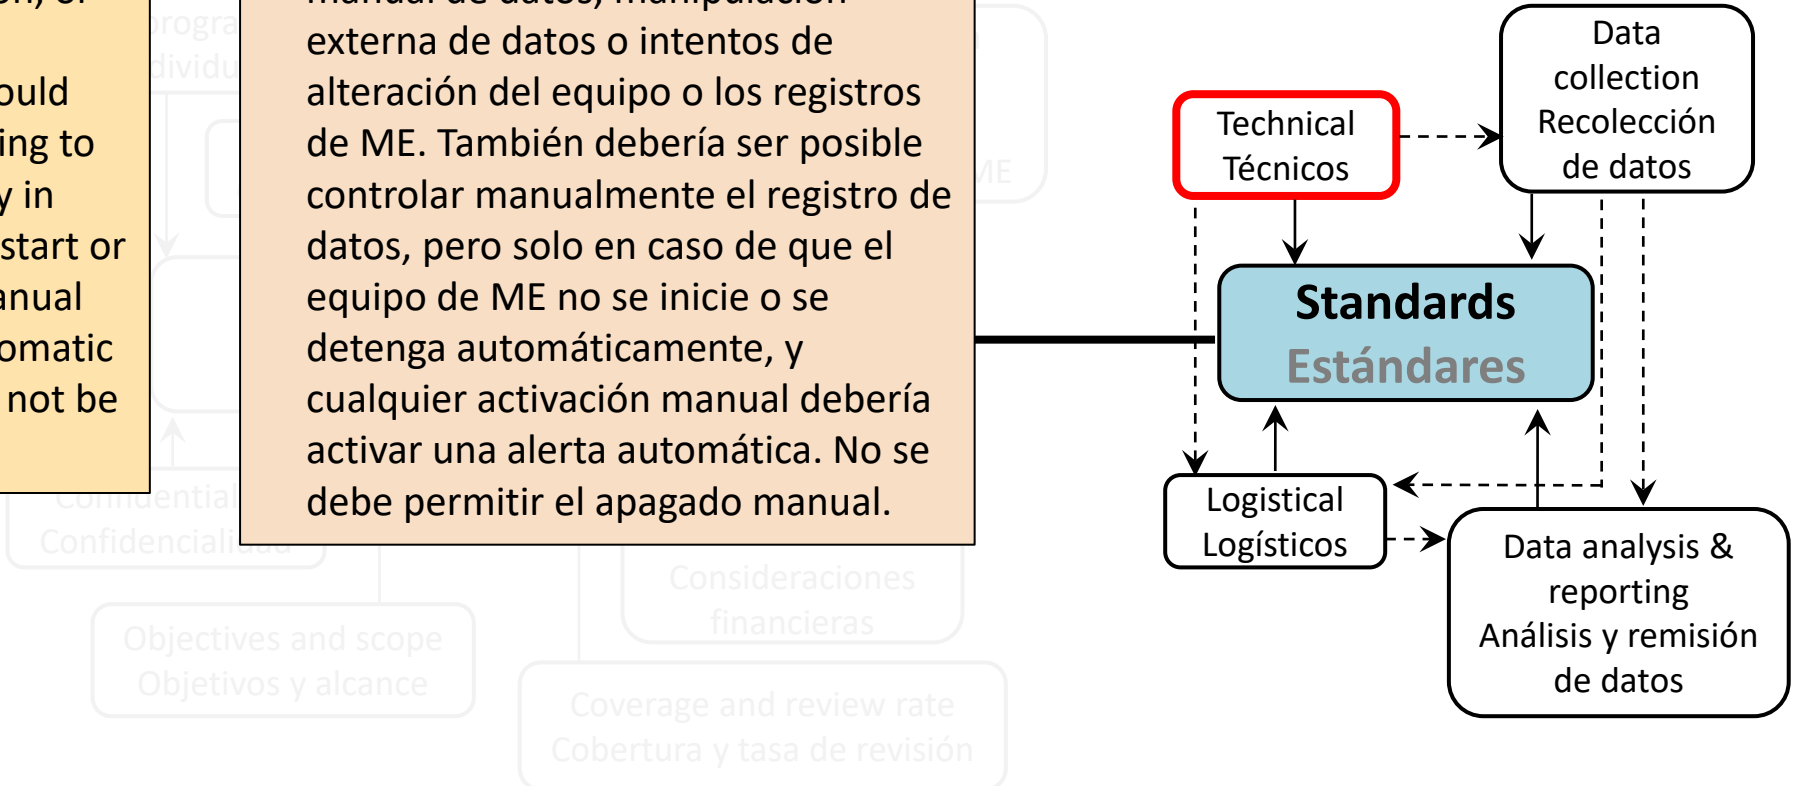 ould
ing to
y in
start or
anual
omatic
not be
externa de datos o intentos de
alteración del equipo o los registros
de ME. También debería ser posible
controlar manualmente el registro de
datos, pero solo en caso de que el
equipo de ME no se inicie o se
detenga automáticamente, y
cualquier activación manual debería
activar una alerta automática. No se
debe permitir el apagado manual.
Technical
Técnicos
Data
collection
Recolección
de datos
Standards
Estándares
Logistical
Logísticos
Data analysis &
reporting
Análisis y remisión
de datos
ME
Confidencialidad
Consideraciones
financieras
Objectives and scope
Objetivos y alcance
Coverage and review rate
Cobertura y tasa de revisión